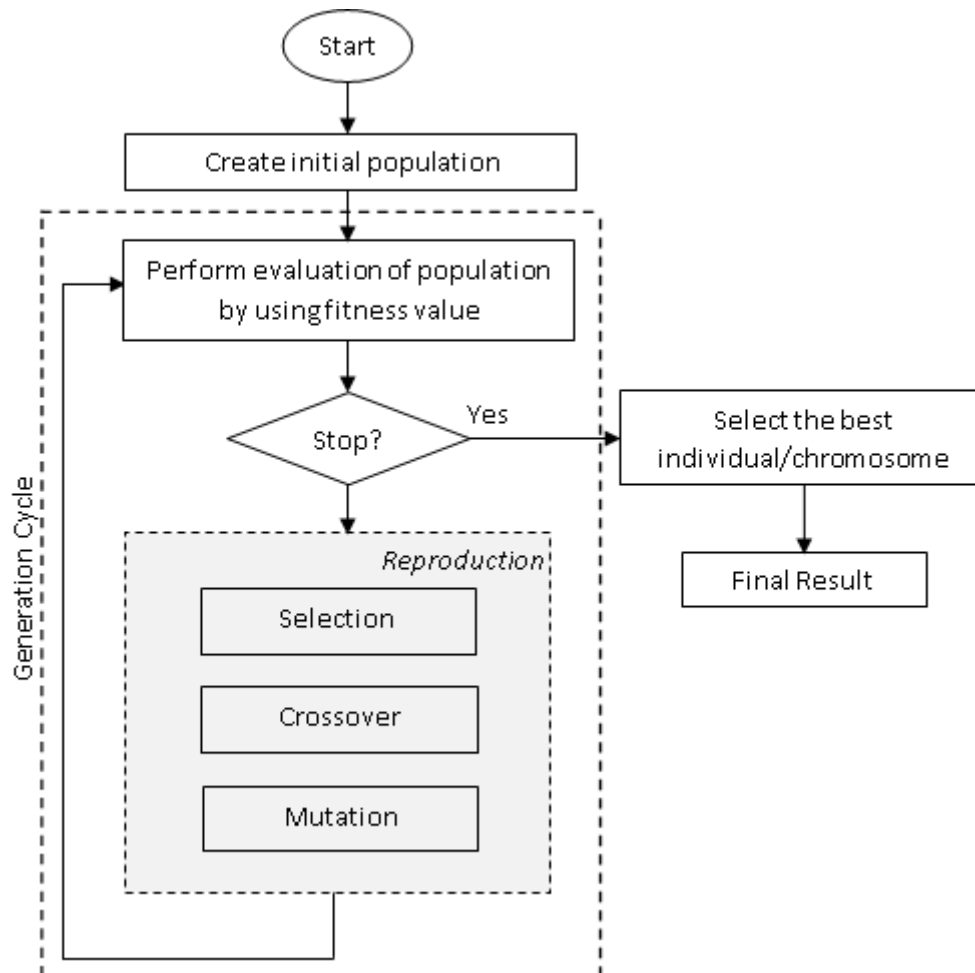 Start
Create initial population
Perform evaluation of population
by using fitness value
Stop?
Yes
Select the best
individual/chromosome
Final Result
Generation Cycle
Reproduction
Selection
Crossover
Mutation